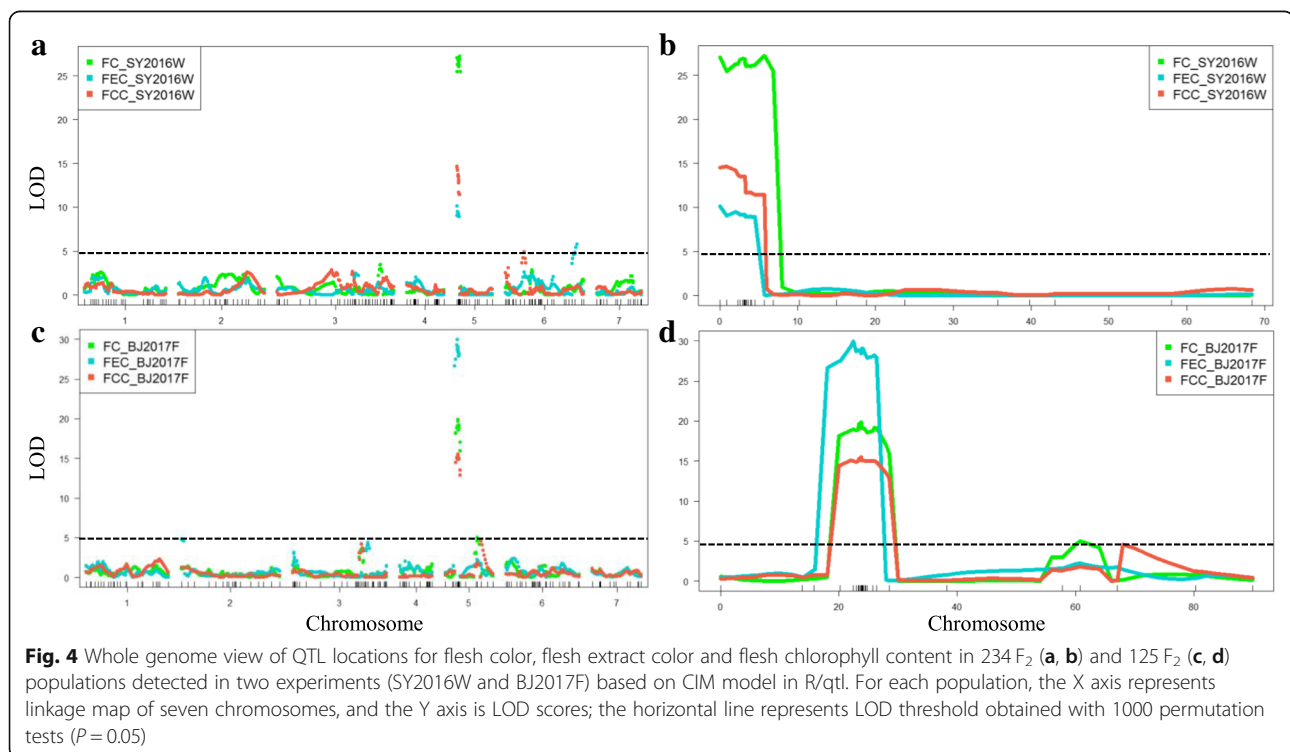 a
FC_SY2016W
FEC_SY2016W
FCC_SY2016W
LOD
25
20
15
10
5
0
1 2 3 4 5 6 7
b
FC_SY2016W
FEC_SY2016W
FCC_SY2016W
25
20
15
10
5
0
0 10 20 30 40 50 60 70
c
FC_BJ2017F
FEC_BJ2017F
FCC_BJ2017F
LOD
30
25
20
15
10
5
0
1 2 3 4 5 6 7
Chromosome
d
FC_BJ2017F
FEC_BJ2017F
FCC_BJ2017F
30
25
20
15
10
5
0
0 20 40 60 80
Chromosome
Fig. 4 Whole genome view of QTL locations for flesh color, flesh extract color and flesh chlorophyll content in 234 F₂ (a, b) and 125 F₂ (c, d)
populations detected in two experiments (SY2016W and BJ2017F) based on CIM model in R/qtl. For each population, the X axis represents
linkage map of seven chromosomes, and the Y axis is LOD scores; the horizontal line represents LOD threshold obtained with 1000 permutation
tests (P = 0.05)